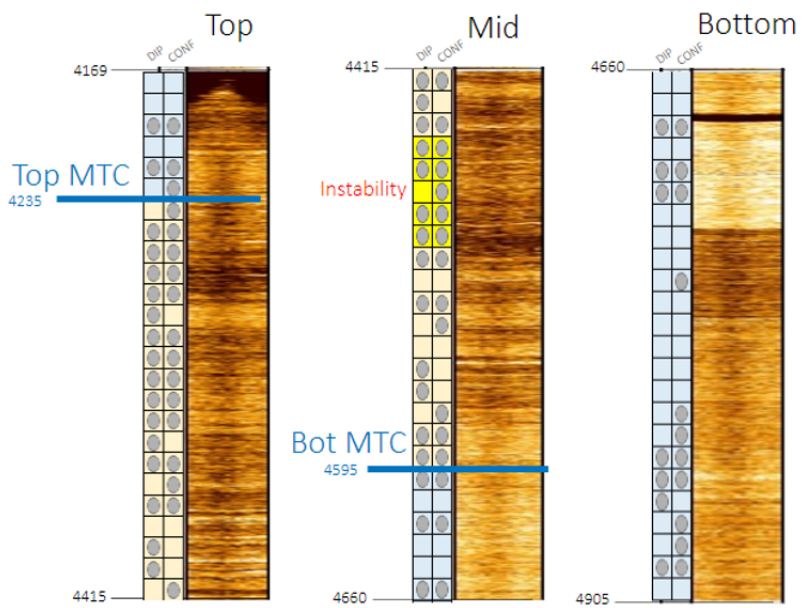 Top
Mid
Bottom
DIP CONF
DIP CONF
DIP CONF
4169
4415
4660
Top MTC
4235
Instability
Bot MTC
4595
4415
4660
4905